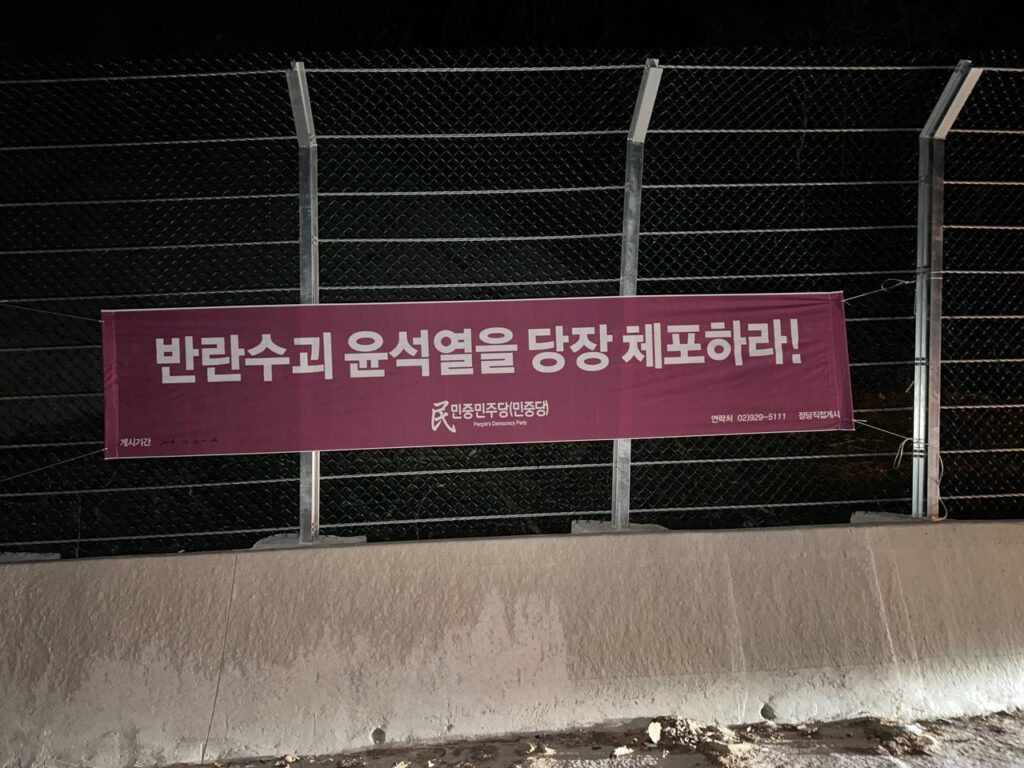 반란수괴 윤석열을 당장 체포하라!
民 민중민주당(민중당)
People's Democracy Party
연락처 02)929-5111 정당직접게시
게시기간